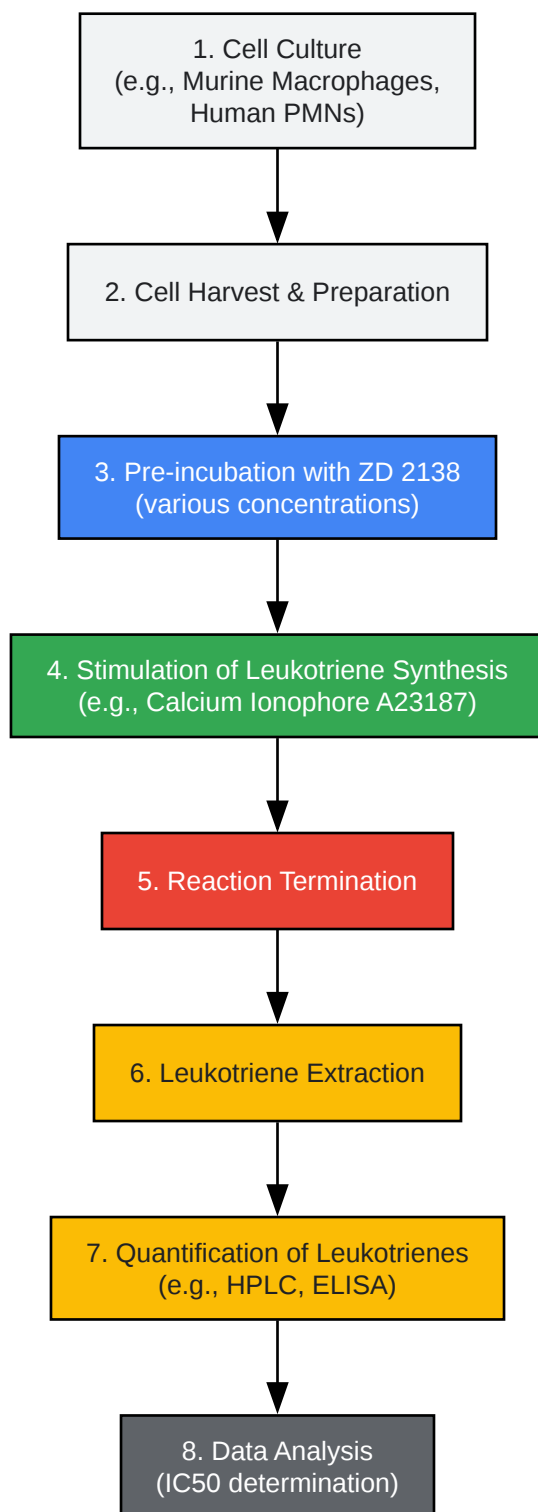 1. Cell Culture
(e.g., Murine Macrophages,
Human PMNs)
2. Cell Harvest & Preparation
3. Pre-incubation with ZD 2138
(various concentrations)
4. Stimulation of Leukotriene Synthesis
(e.g., Calcium Ionophore A23187)
5. Reaction Termination
6. Leukotriene Extraction
7. Quantification of Leukotrienes
(e.g., HPLC, ELISA)
8. Data Analysis
(IC50 determination)